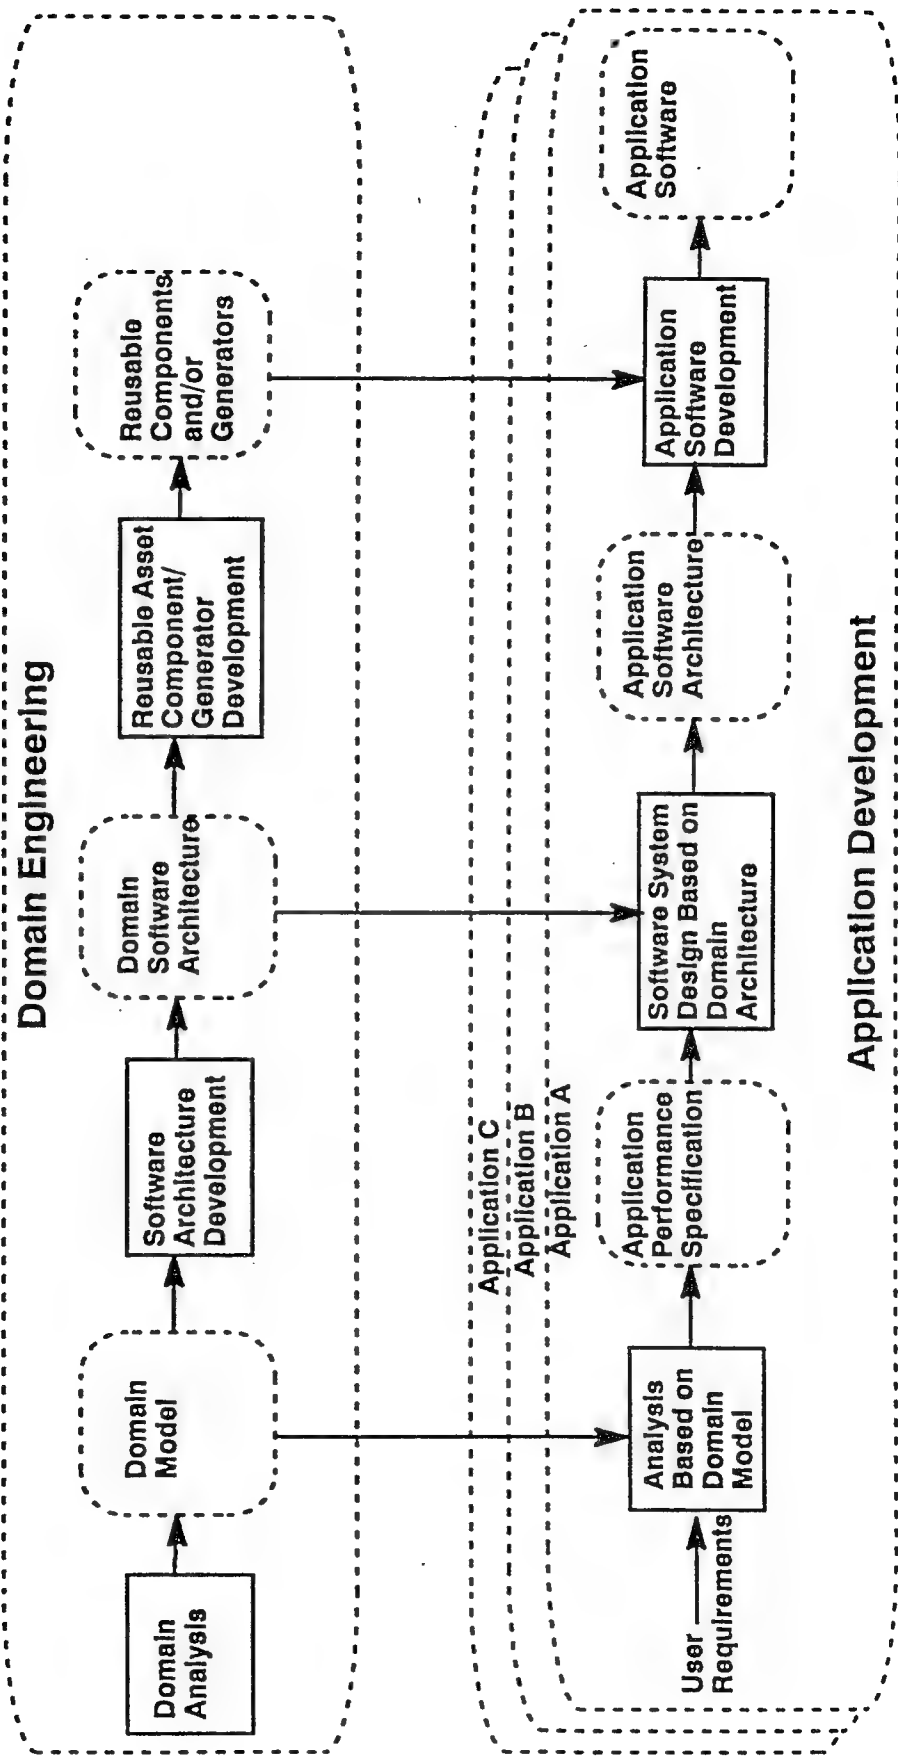 Domain Engineering
Domain
Analysis
Domain
Model
Software
Architecture
Development
Domain
Software
Architecture
Reusable Asset
Component/
Generator
Development
Reusable
Components
and/or
Generators
Application C
Application B
Application A
User
Requirements
Analysis
Based on
Domain
Model
Application
Performance
Specification
Software System
Design Based on
Domain
Architecture
Application
Software
Architecture
Application
Software
Development
Application
Software
Application Development